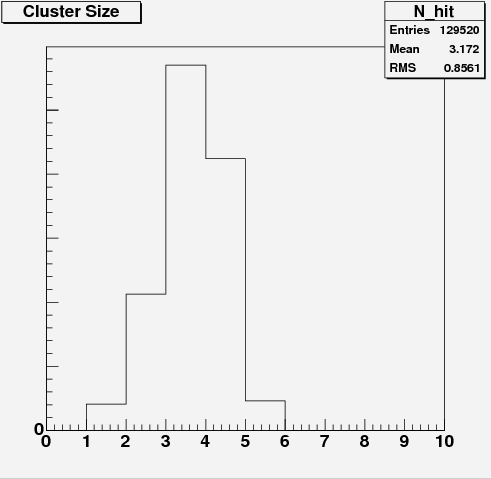 Cluster Size
N_hit
Entries 129520
Mean 3.172
RMS 0.8561
0
0 1 2 3 4 5 6 7 8 9 10